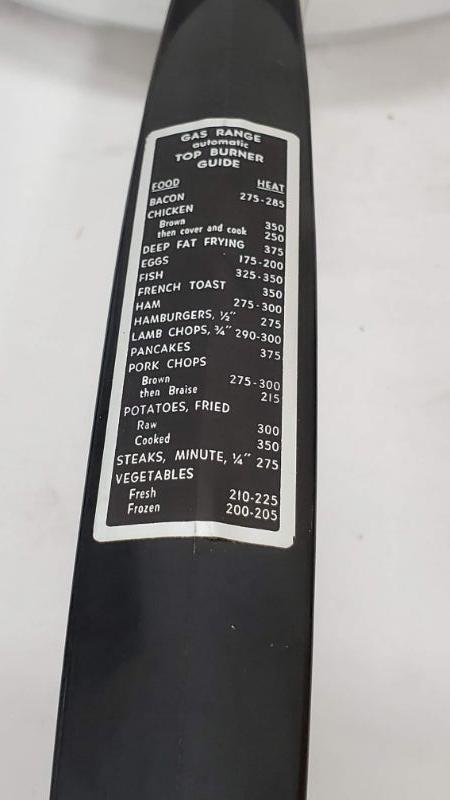 GAS RANGE
automatic
TOP BURNER
GUIDE
FOOD HEAT
BACON 275-285
CHICKEN
Brown 350
then cover and cook 250
DEEP FAT FRYING 375
EGGS 175-200
FISH 325-350
FRENCH TOAST 350
HAM 275-300
HAMBURGERS, ½" 275
LAMB CHOPS, ¾" 290-300
PANCAKES 375
PORK CHOPS
Brown 275-300
then Braise 215
POTATOES, FRIED
Raw 300
Cooked 350
STEAKS, MINUTE, ¼" 275
VEGETABLES
Fresh 210-225
Frozen 200-205